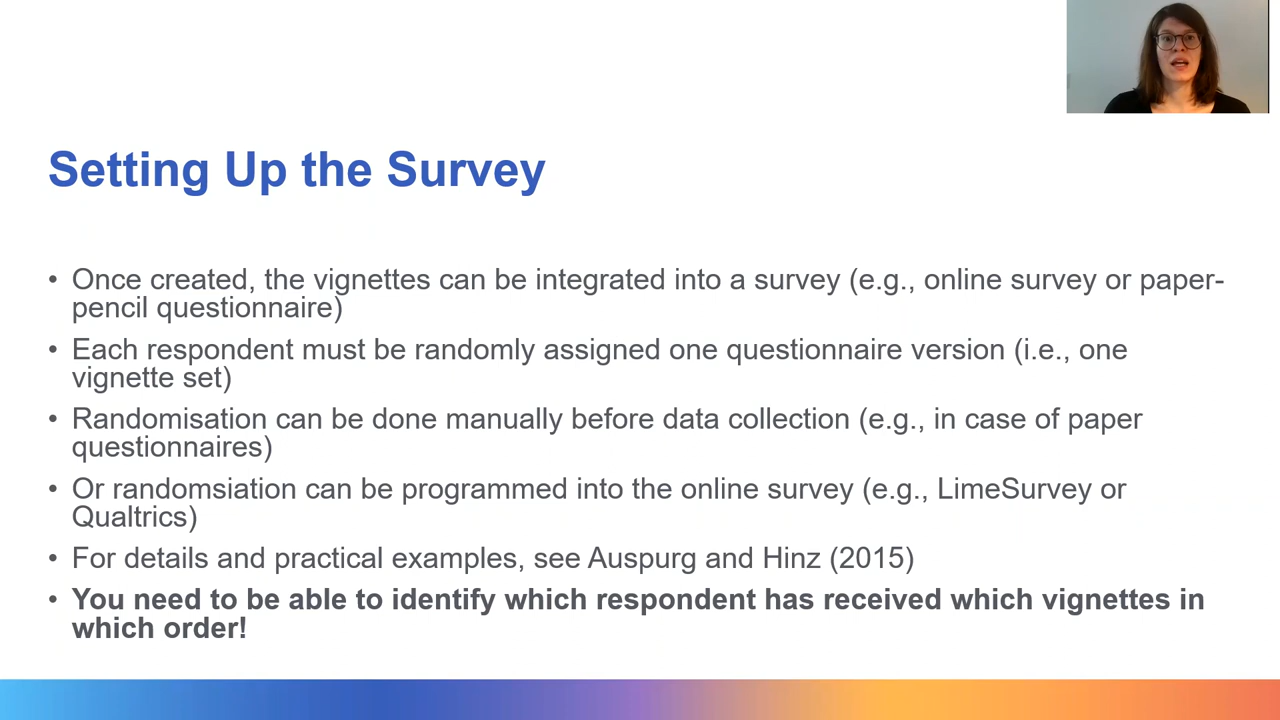 Setting Up the Survey
• Once created, the vignettes can be integrated into a survey (e.g., online survey or paper-
pencil questionnaire)
• Each respondent must be randomly assigned one questionnaire version (i.e., one
vignette set)
• Randomisation can be done manually before data collection (e.g., in case of paper
questionnaires)
• Or randomsiation can be programmed into the online survey (e.g., LimeSurvey or
Qualtrics)
• For details and practical examples, see Auspurg and Hinz (2015)
• You need to be able to identify which respondent has received which vignettes in
which order!